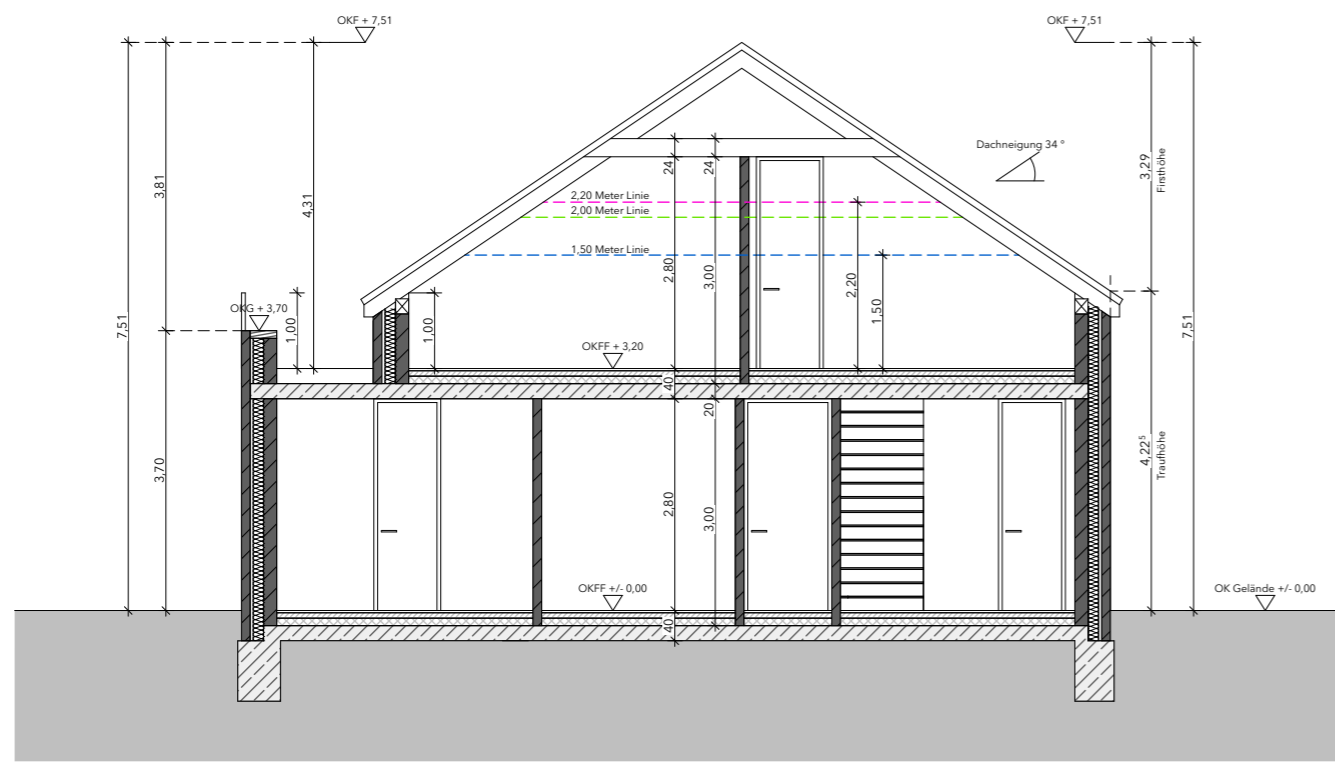 OKF + 7,51
OKF + 7,51
Dachneigung 34 °
3,81
4,31
24
24
3,29
Firsthöhe
2,20 Meter Linie
2,00 Meter Linie
1,50 Meter Linie
2,80
3,00
2,20
1,50
OKG + 3,70
1,00
1,00
7,51
7,51
OKFF + 3,20
40
20
3,70
4,22⁵
Traufhöhe
2,80
3,00
OKFF +/- 0,00
OK Gelände +/- 0,00
40